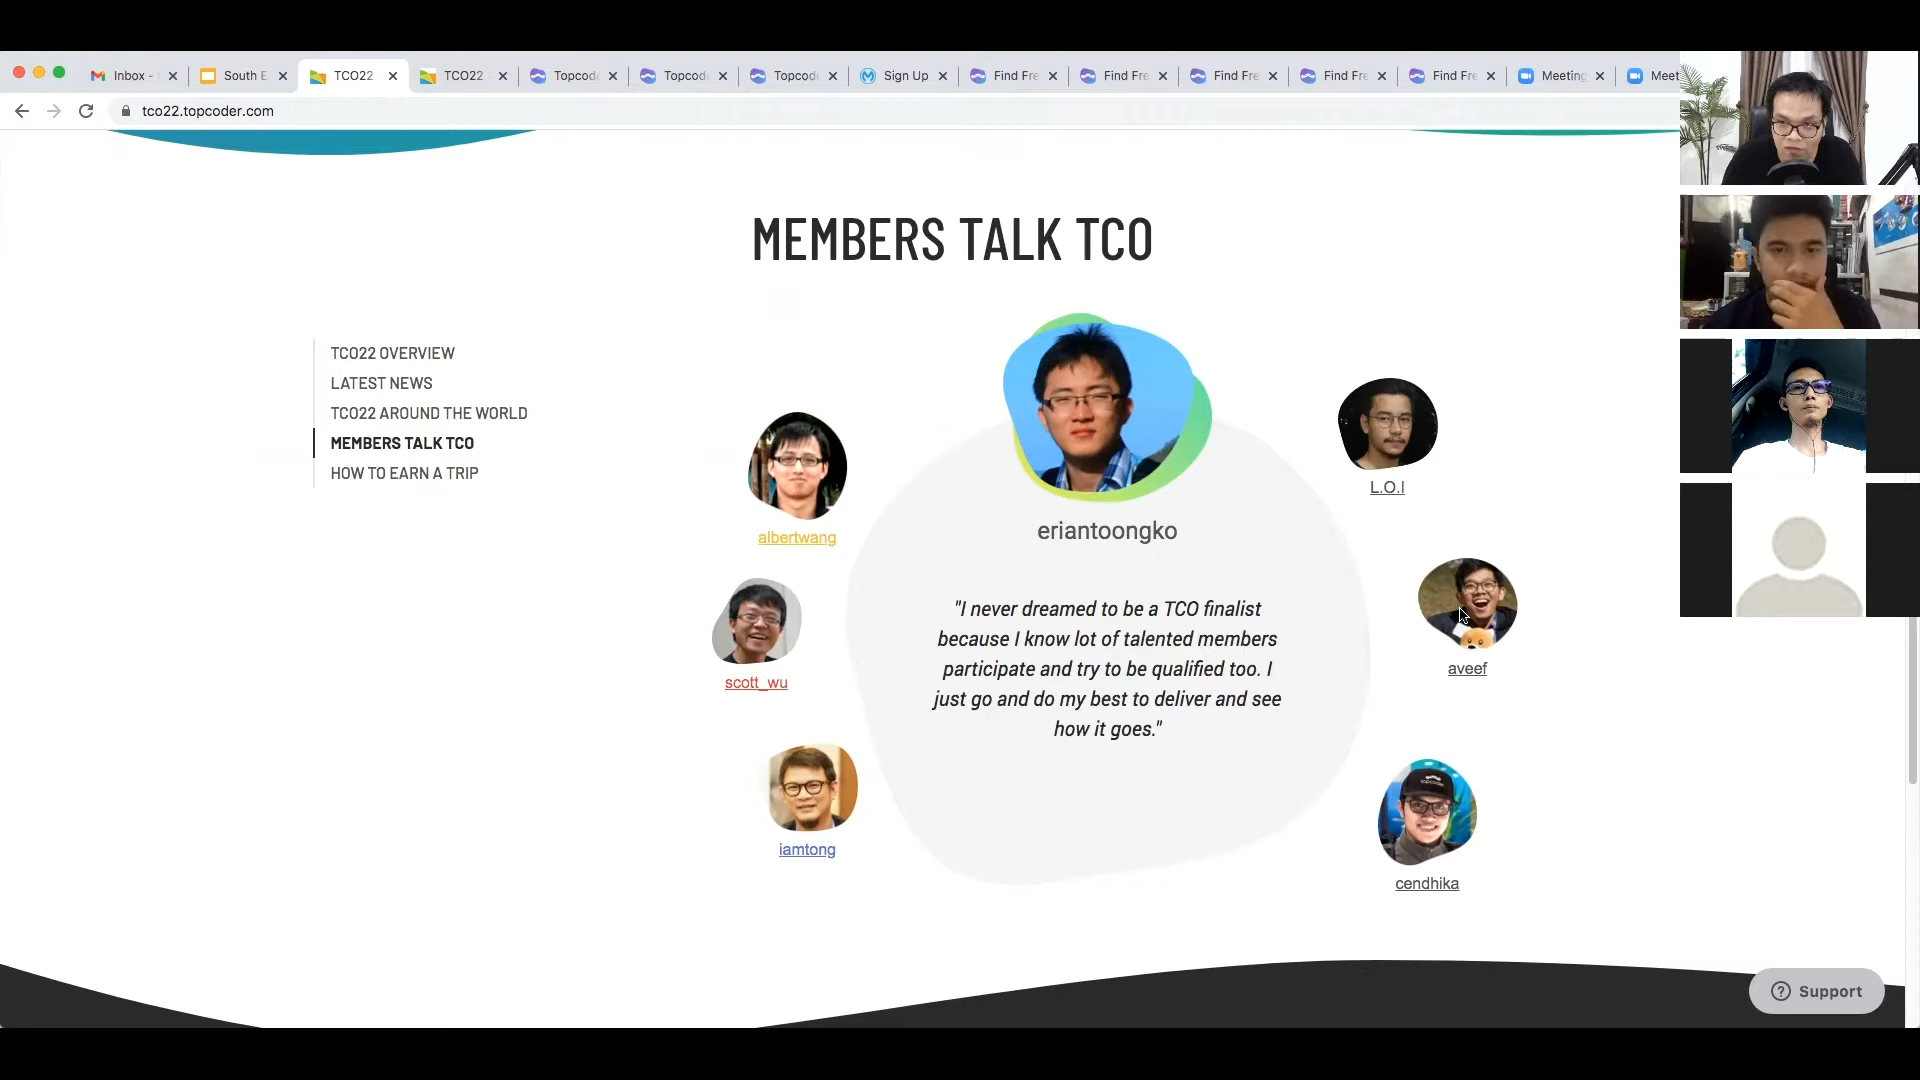 Inbox -
South E
TCO22
TCO22
Topcod
Topcod
Topcod
Sign Up
Find Fre
Find Fre
Find Fre
Find Fre
Find Fre
Meeting
Meet
tco22.topcoder.com
MEMBERS TALK TCO
TCO22 OVERVIEW
LATEST NEWS
TCO22 AROUND THE WORLD
MEMBERS TALK TCO
HOW TO EARN A TRIP
albertwang
scott_wu
iamtong
eriantoongko
"I never dreamed to be a TCO finalist
because I know lot of talented members
participate and try to be qualified too. I
just go and do my best to deliver and see
how it goes."
L.O.I
aveef
topcoder
cendhika
Support